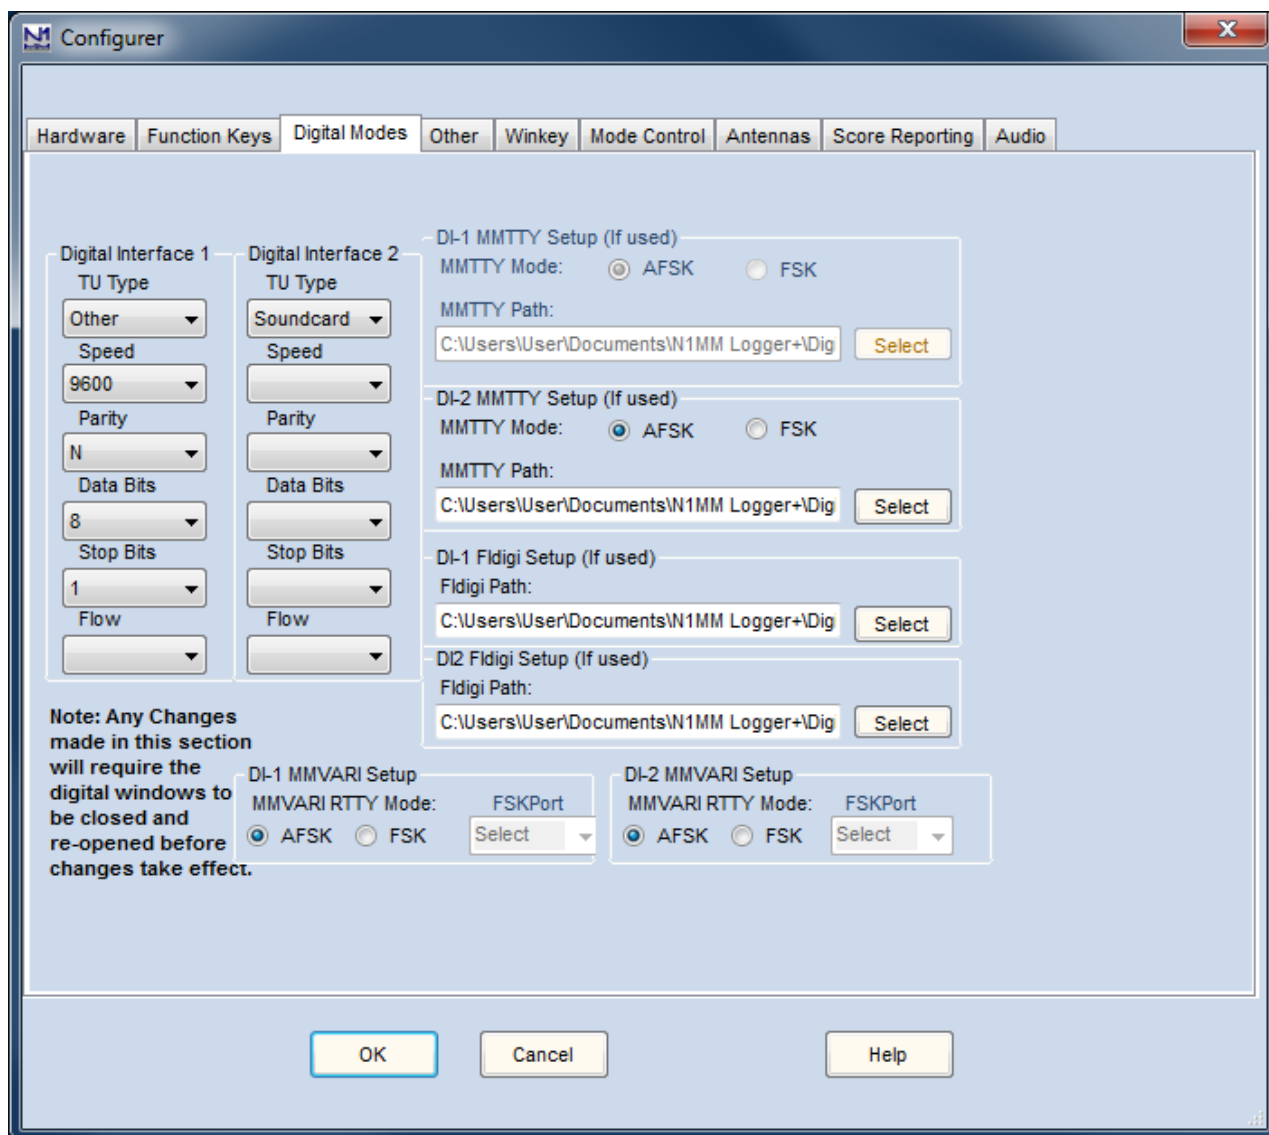 N1 Configurer
Hardware Function Keys Digital Modes Other Winkey Mode Control Antennas Score Reporting Audio
Digital Interface 1
TU Type
Other
Speed
9600
Parity
N
Data Bits
8
Stop Bits
1
Flow
Digital Interface 2
TU Type
Soundcard
Speed
Parity
Data Bits
Stop Bits
Flow
DI-1 MMTTY Setup (If used)
MMTTY Mode: AFSK FSK
MMTTY Path:
C:\Users\User\Documents\N1MM Logger+\Dig Select
DI-2 MMTTY Setup (If used)
MMTTY Mode: AFSK FSK
MMTTY Path:
C:\Users\User\Documents\N1MM Logger+\Dig Select
DI-1 Fldigi Setup (If used)
Fldigi Path:
C:\Users\User\Documents\N1MM Logger+\Dig Select
DI2 Fldigi Setup (If used)
Fldigi Path:
C:\Users\User\Documents\N1MM Logger+\Dig Select
Note: Any Changes
made in this section
will require the
digital windows to
be closed and
re-opened before
changes take effect.
DI-1 MMVARI Setup
MMVARI RTTY Mode: FSKPort
AFSK FSK Select
DI-2 MMVARI Setup
MMVARI RTTY Mode: FSKPort
AFSK FSK Select
OK Cancel Help